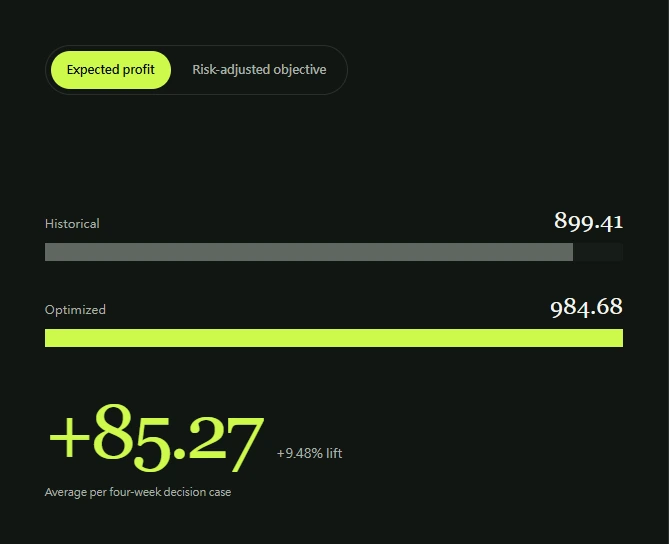 Expected profit Risk-adjusted objective
Historical 899.41
Optimized 984.68
+85.27 +9.48% lift
Average per four-week decision case